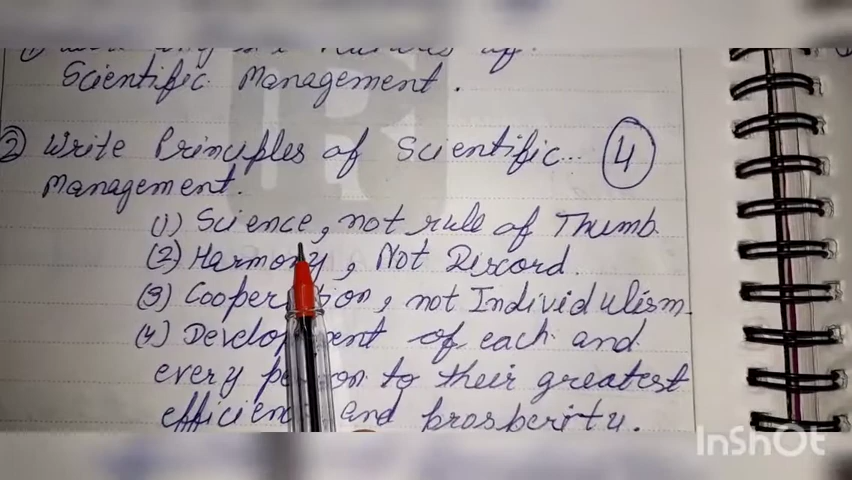 Scientific Management.
② Write Principles of Scientific... ④
Management.
(1) Science, not rule of Thumb.
(2) Harmony, Not Discord.
(3) Cooperation, not Individulism.
(4) Development of each and
every person to their greatest
efficiency and prosperity.
InShOt